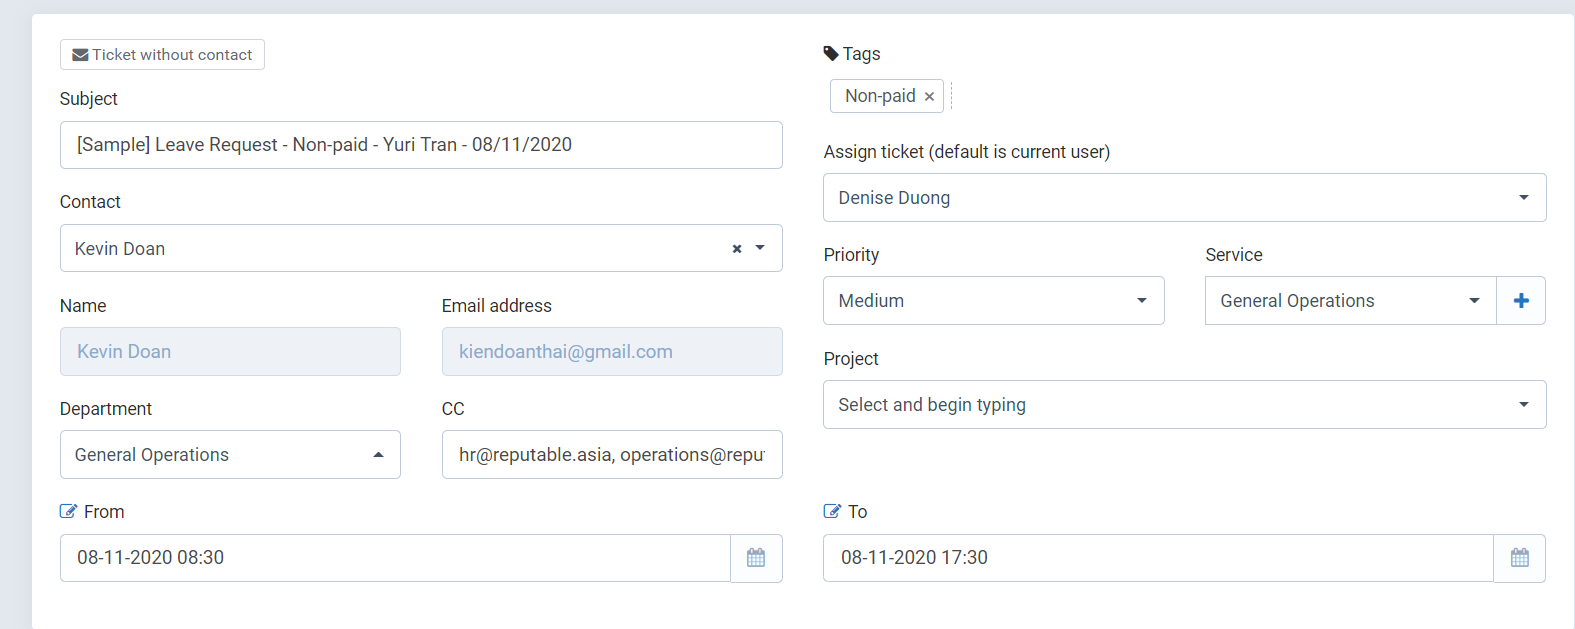 Ticket without contact
Subject
[Sample] Leave Request - Non-paid - Yuri Tran - 08/11/2020
Contact
Kevin Doan
Name
Email address
Kevin Doan
kiendoanthai@gmail.com
Department
CC
General Operations
hr@reputable.asia, operations@reput
Tags
Non-paid ×
Assign ticket (default is current user)
Denise Duong
Priority
Service
Medium
General Operations
Project
Select and begin typing
From
08-11-2020 08:30
To
08-11-2020 17:30